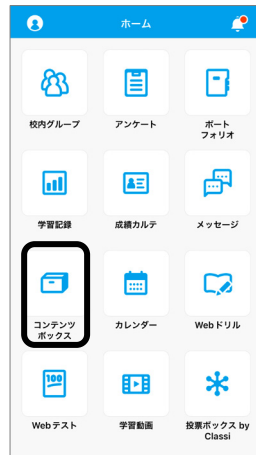 ホーム
校内グループ
アンケート
ポート
フォリオ
学習記録
成績カルテ
メッセージ
コンテンツ
ボックス
カレンダー
Webドリル
100
Webテスト
学習動画
投票ボックス by
Classi